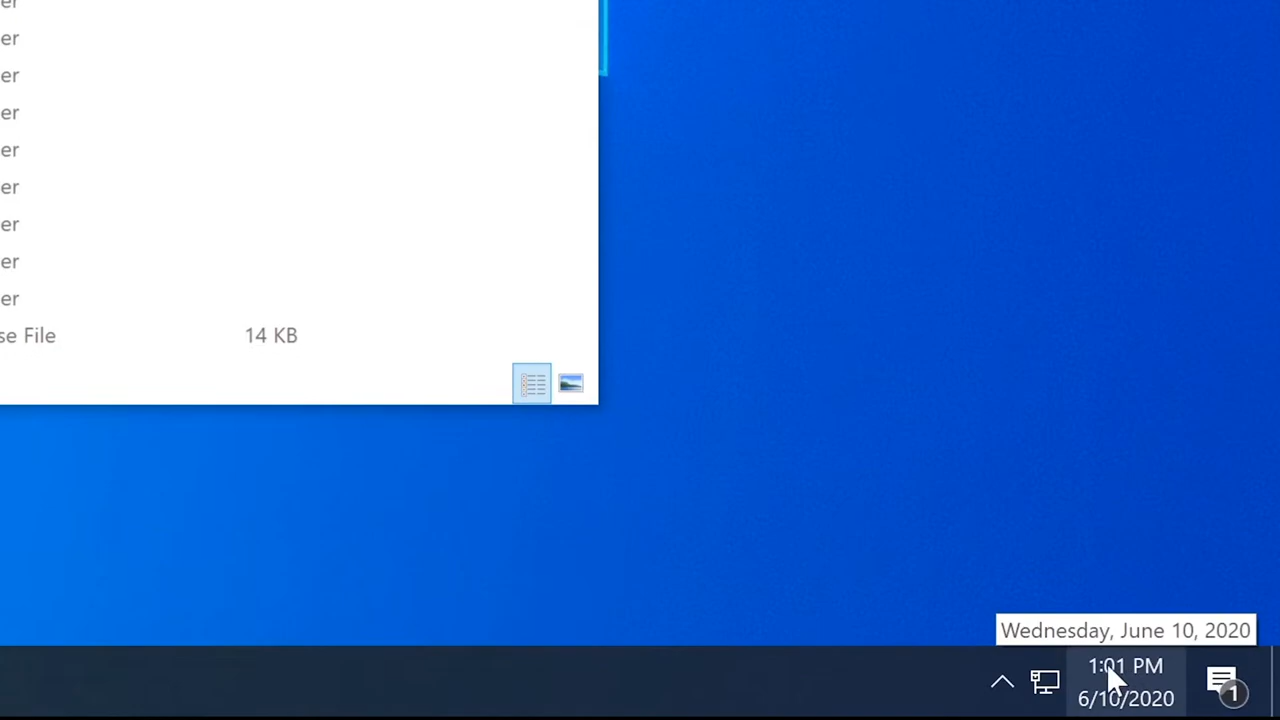 er
er
er
er
er
er
er
er
er
se File 14 KB
Wednesday, June 10, 2020
1:01 PM
6/10/2020
1